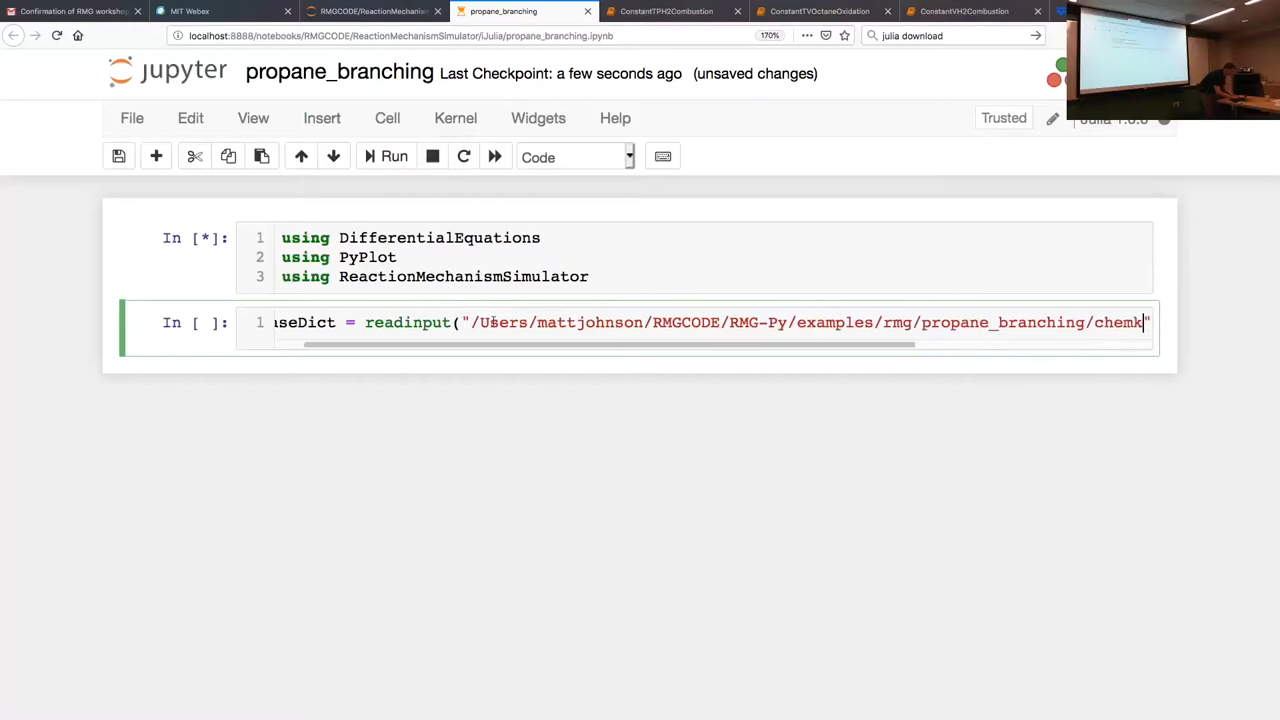 Confirmation of RMG workshop
MIT Webex
RMGCODE/ReactionMechanism
propane_branching
ConstantTPH2Combustion
ConstantTVOctaneOxidation
ConstantVH2Combustion
localhost:8888/notebooks/RMGCODE/ReactionMechanismSimulator/iJulia/propane_branching.ipynb
170%
julia download
jupyter
propane_branching Last Checkpoint: a few seconds ago (unsaved changes)
File Edit View Insert Cell Kernel Widgets Help
Trusted
Run
Code
In [*]:
1 using DifferentialEquations
2 using PyPlot
3 using ReactionMechanismSimulator
In [ ]:
1 aseDict = readinput("/Users/mattjohnson/RMGCODE/RMG-Py/examples/rmg/propane_branching/chemk"